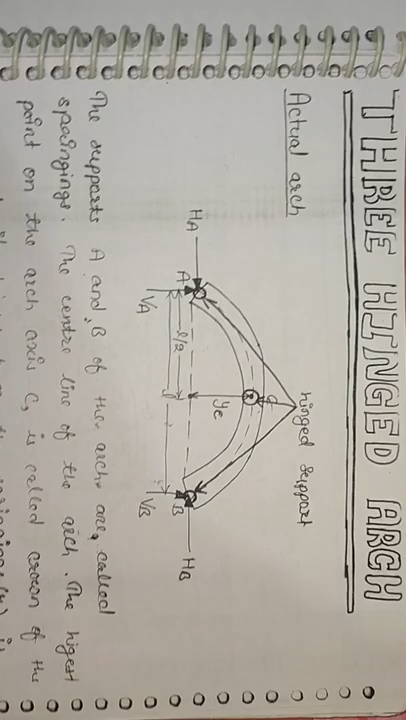 THREE HINGED ARCH
Actual arch
hinged support
C
yc
HA
A
l/2
l
B
HB
VA
VB
The supports A and B of the arch are called
spaingings. The centre line of the arch. The higest
point on the arch axis C, is called crown of the